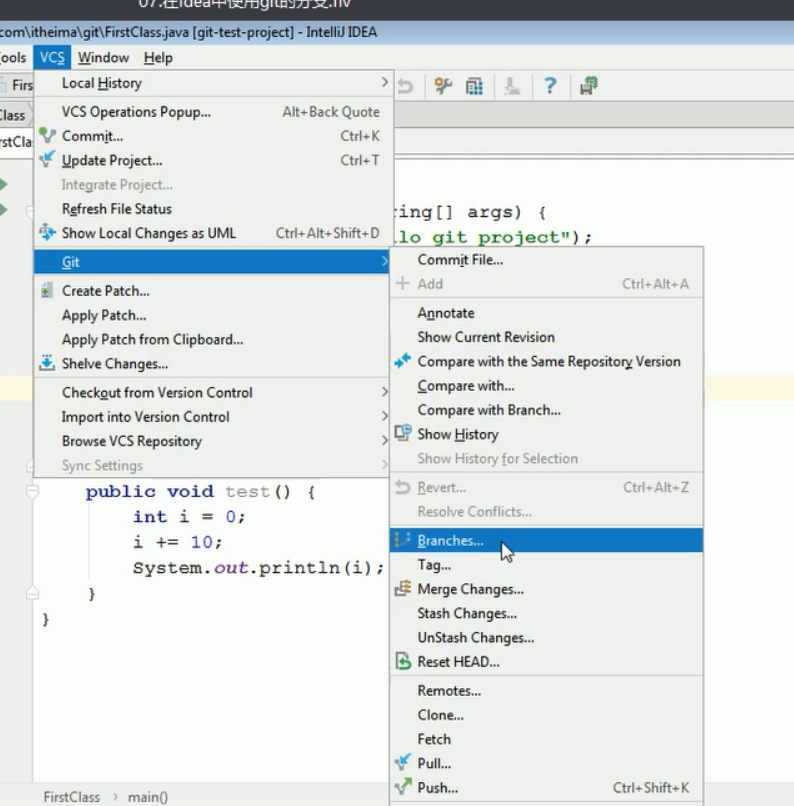 07.在idea中使用git的分支.flv
com\itheima\git\FirstClass.java [git-test-project] - IntelliJ IDEA
ools VCS Window Help
Firs
Class
rstCla
Local History
VCS Operations Popup... Alt+Back Quote
Commit... Ctrl+K
Update Project... Ctrl+T
Integrate Project...
Refresh File Status
Show Local Changes as UML Ctrl+Alt+Shift+D
Git
Create Patch...
Apply Patch...
Apply Patch from Clipboard...
Shelve Changes...
Checkout from Version Control
Import into Version Control
Browse VCS Repository
Sync Settings
ring[] args) {
llo git project");
Commit File...
Add Ctrl+Alt+A
Annotate
Show Current Revision
Compare with the Same Repository Version
Compare with...
Compare with Branch...
Show History
Show History for Selection
Revert... Ctrl+Alt+Z
Resolve Conflicts...
Branches...
Tag...
Merge Changes...
Stash Changes...
UnStash Changes...
Reset HEAD...
Remotes...
Clone...
Fetch
Pull...
Push... Ctrl+Shift+K
public void test() {
int i = 0;
i += 10;
System.out.println(i);
}
}
FirstClass › main()